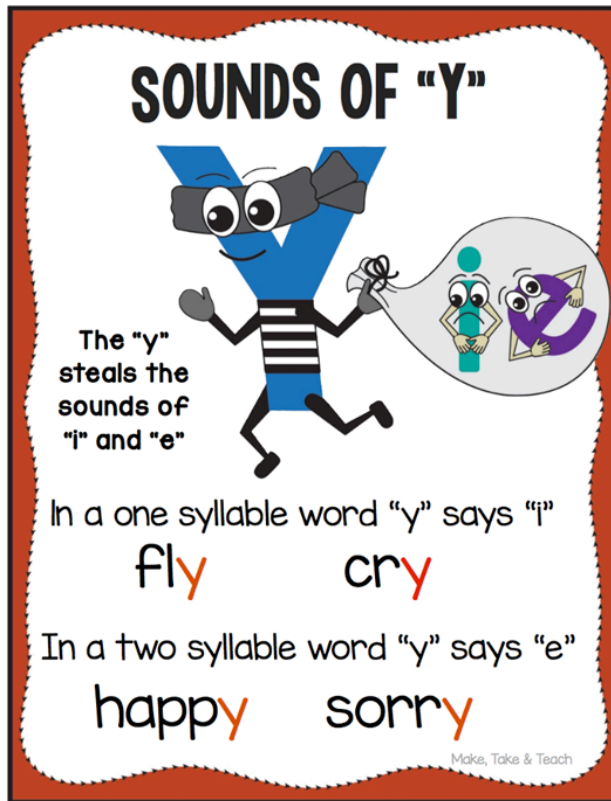 SOUNDS OF "Y"
The "y"
steals the
sounds of
"i" and "e"
i e
In a one syllable word "y" says "i"
fly cry
In a two syllable word "y" says "e"
happy sorry
Make, Take & Teach